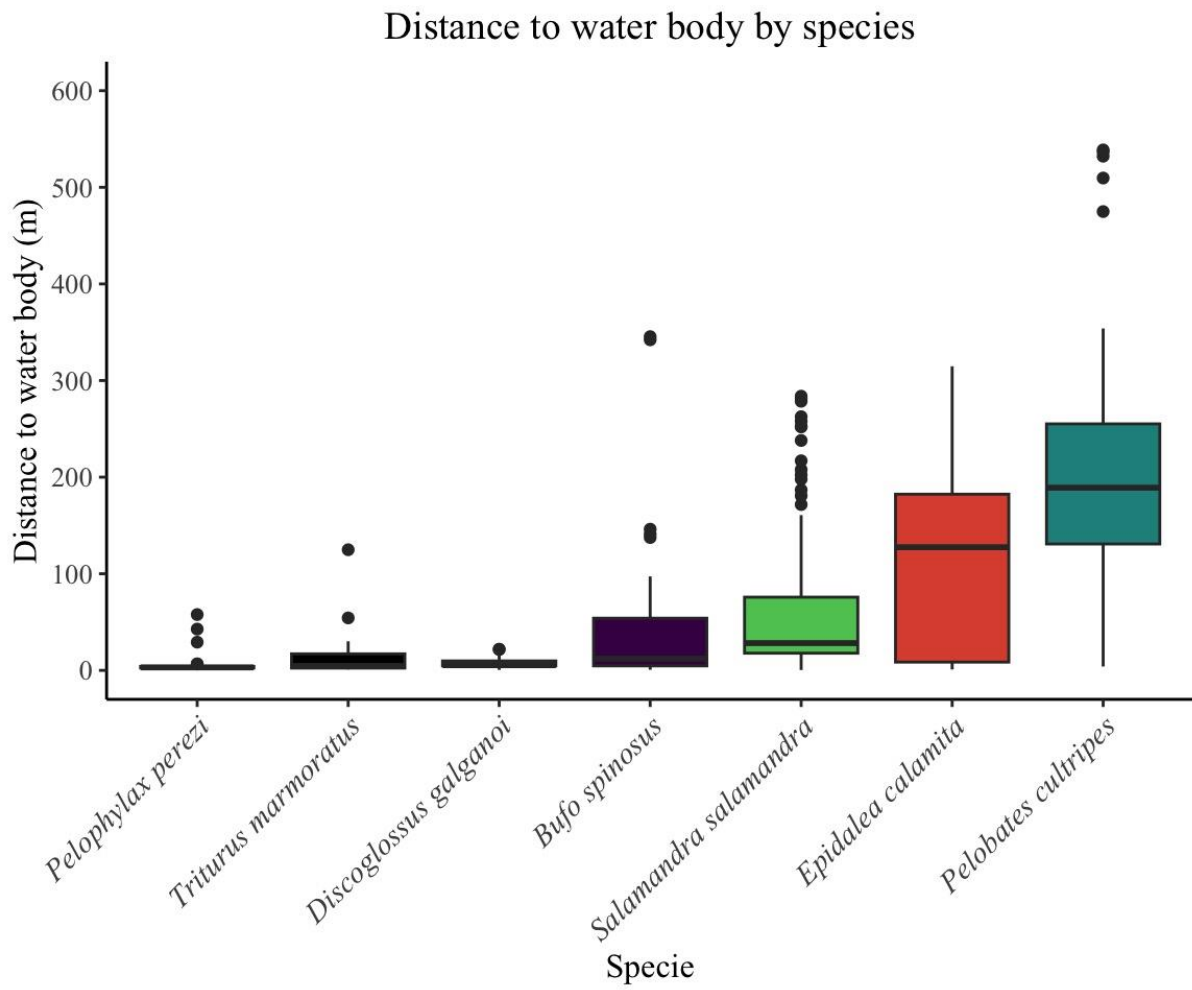 Distance to water body by species
Distance to water body (m)
600
500
400
300
200
100
0
Pelophylax perezi
Triturus marmoratus
Discoglossus galganoi
Bufo spinosus
Salamandra salamandra
Epidalea calamita
Pelobates cultripes
Specie